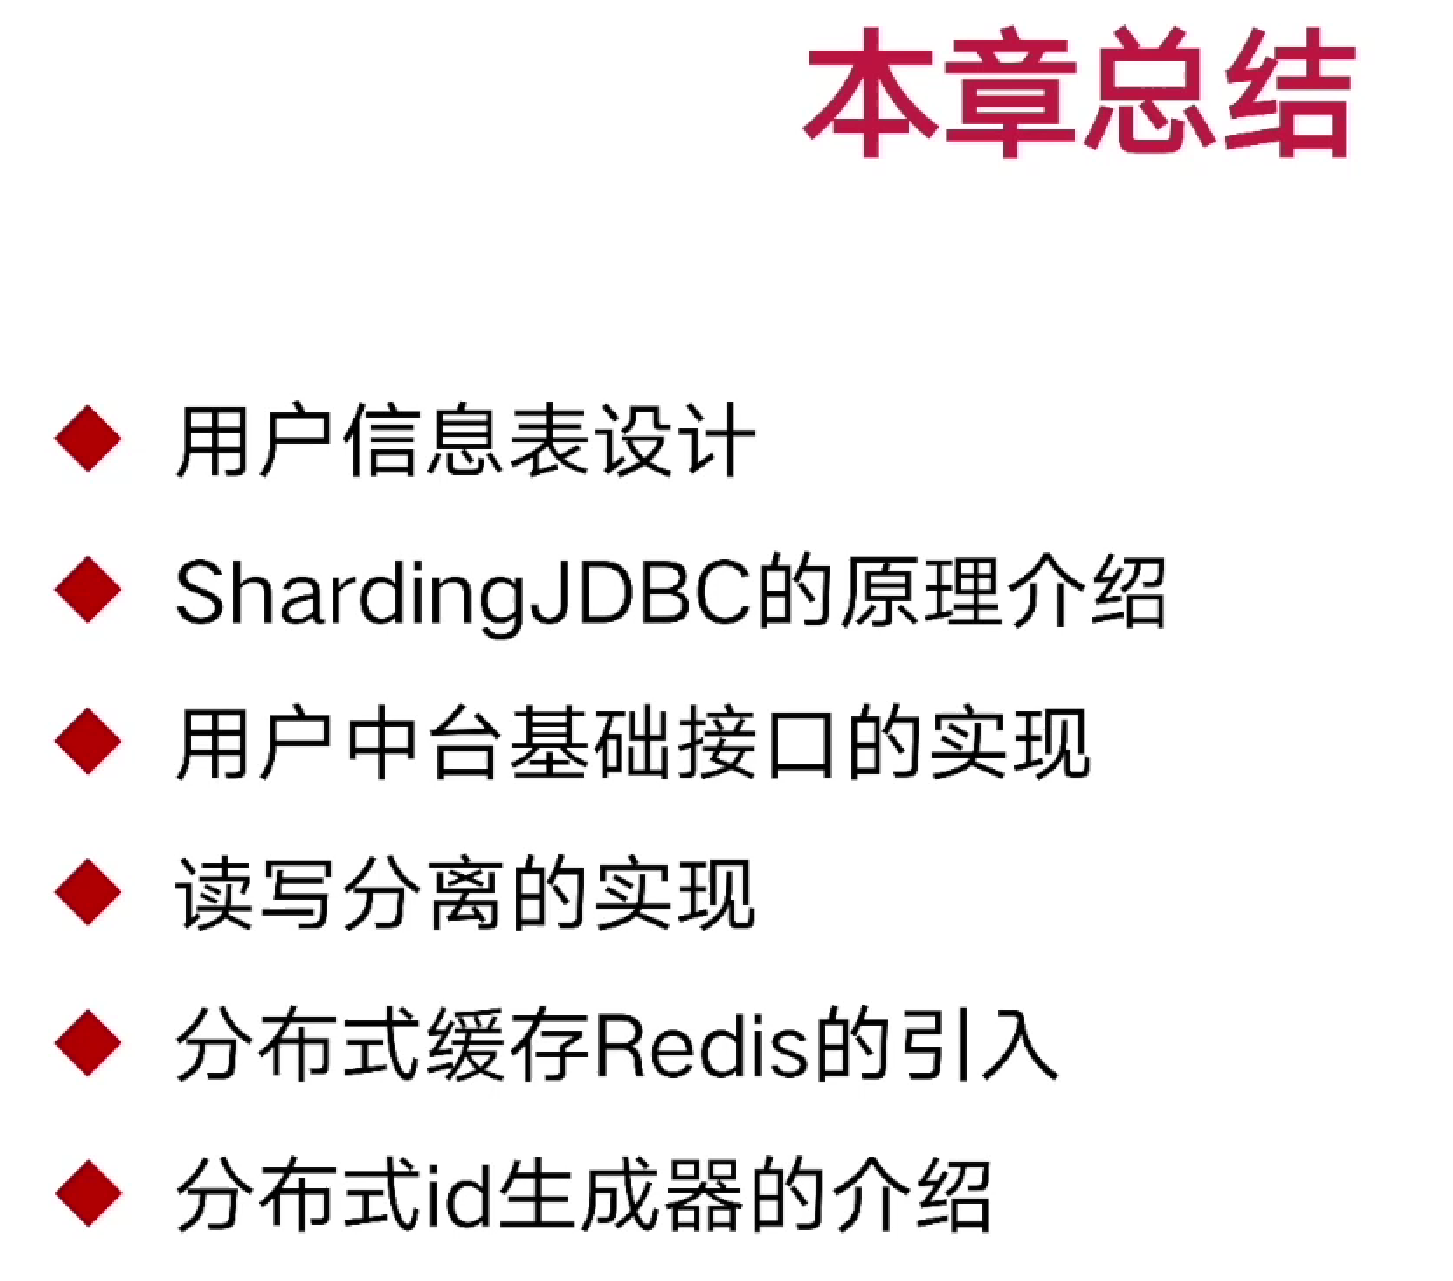 本章总结
用户信息表设计
ShardingJDBC的原理介绍
用户中台基础接口的实现
读写分离的实现
分布式缓存Redis的引入
分布式id生成器的介绍